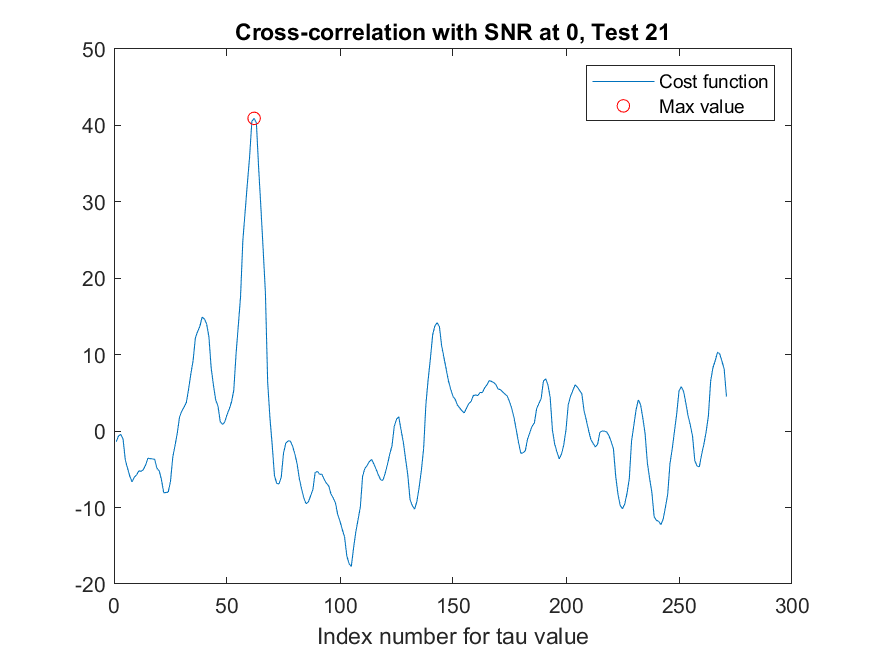 Cross-correlation with SNR at 0, Test 21
50
40
30
20
10
0
-10
-20
0 50 100 150 200 250 300
Index number for tau value
Cost function
Max value